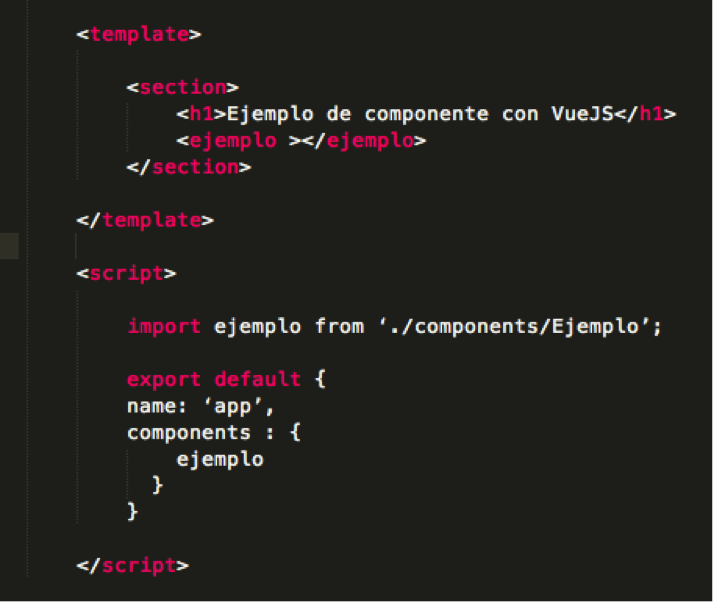 <template>
<section>
<h1>Ejemplo de componente con VueJS</h1>
<ejemplo ></ejemplo>
</section>
</template>
<script>
import ejemplo from ‘./components/Ejemplo’;
export default {
name: ‘app’,
components : {
ejemplo
}
}
</script>